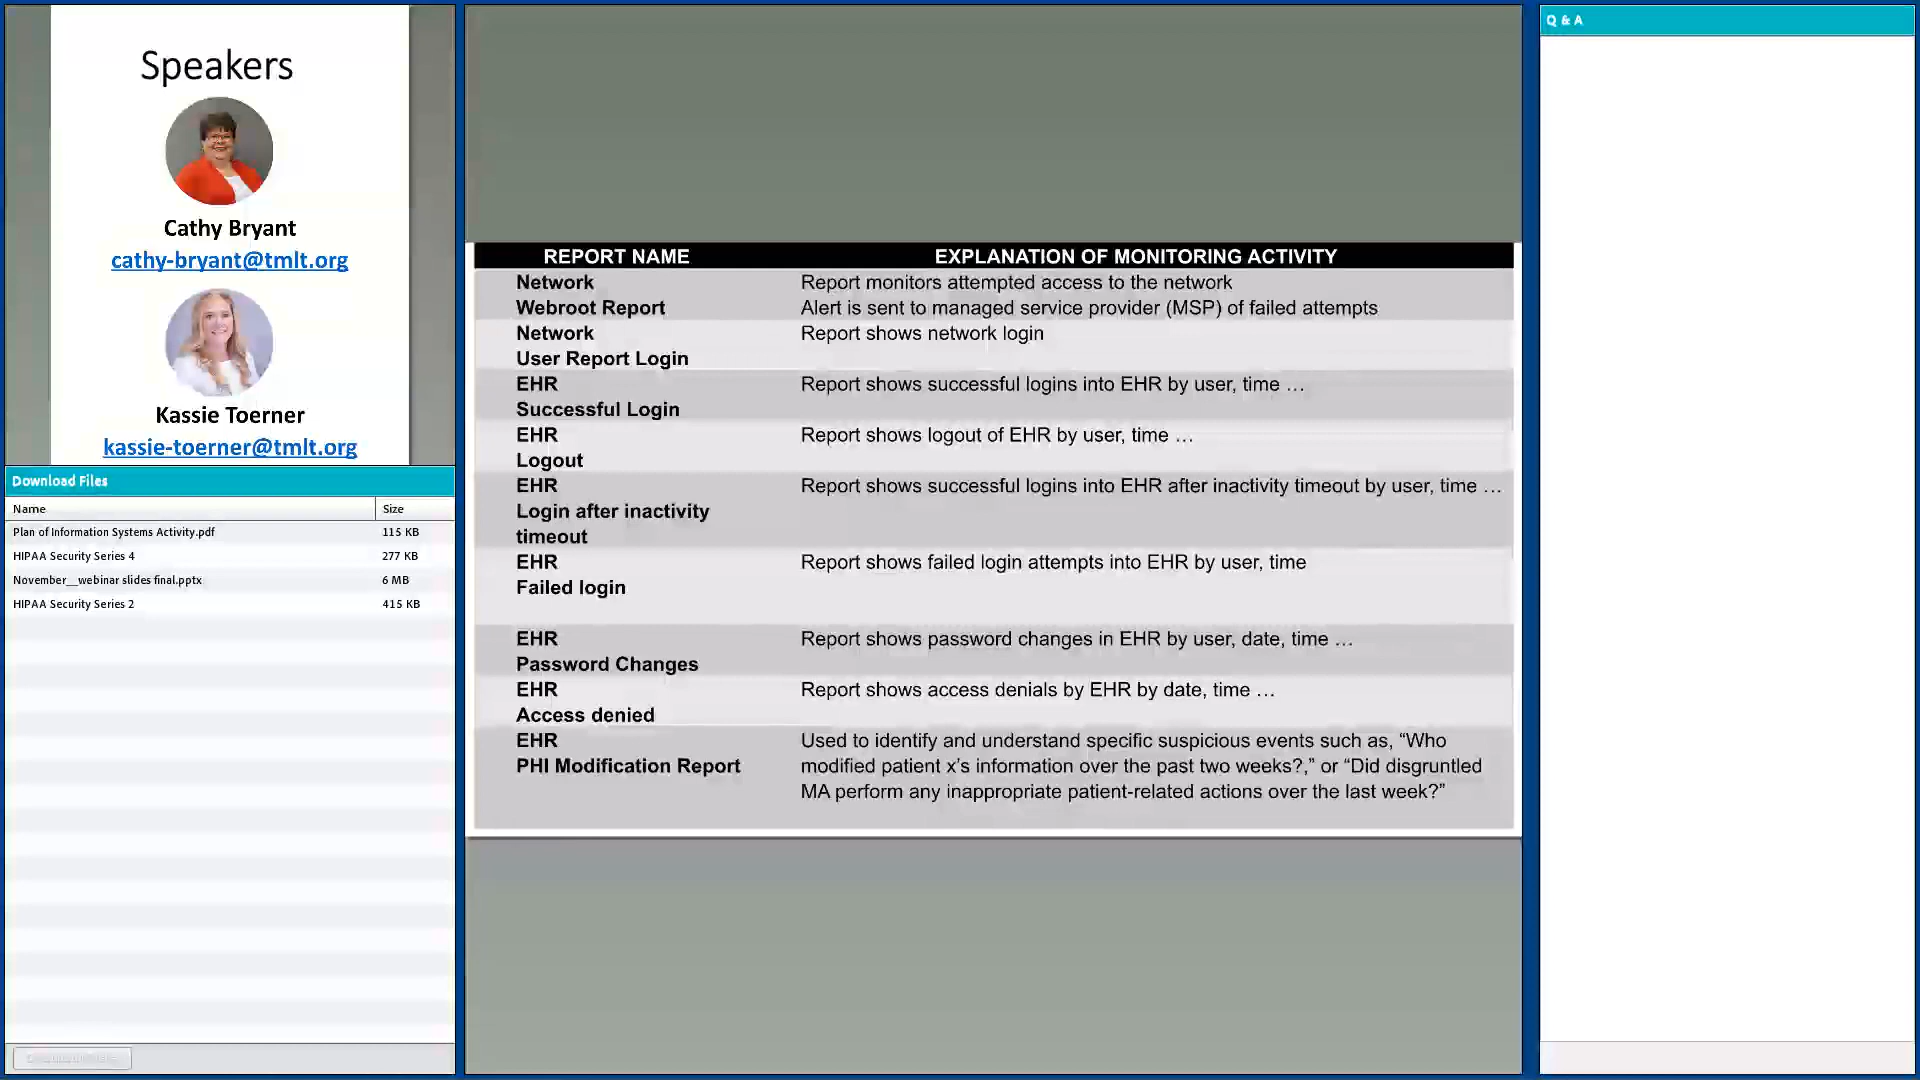 Speakers
Cathy Bryant
cathy-bryant@tmlt.org
Kassie Toerner
kassie-toerner@tmlt.org
Download Files
Name Size
Plan of Information Systems Activity.pdf 115 KB
HIPAA Security Series 4 277 KB
November__webinar slides final.pptx 6 MB
HIPAA Security Series 2 415 KB
REPORT NAME EXPLANATION OF MONITORING ACTIVITY
Network Report monitors attempted access to the network
Webroot Report Alert is sent to managed service provider (MSP) of failed attempts
Network Report shows network login
User Report Login
EHR Report shows successful logins into EHR by user, time …
Successful Login
EHR Report shows logout of EHR by user, time …
Logout
EHR Report shows successful logins into EHR after inactivity timeout by user, time …
Login after inactivity
timeout
EHR Report shows failed login attempts into EHR by user, time
Failed login
EHR Report shows password changes in EHR by user, date, time …
Password Changes
EHR Report shows access denials by EHR by date, time …
Access denied
EHR Used to identify and understand specific suspicious events such as, “Who
PHI Modification Report modified patient x’s information over the past two weeks?,” or “Did disgruntled
MA perform any inappropriate patient-related actions over the last week?”
Q & A